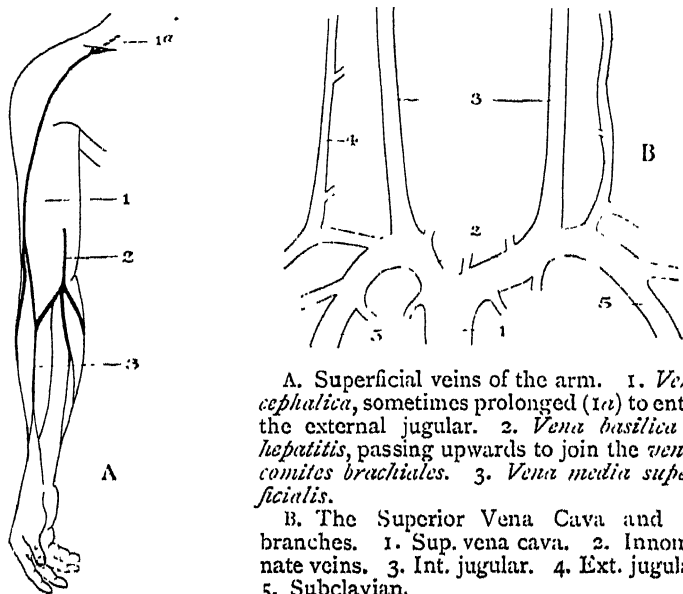 1a
3
4
B
1
2
2
5
3
3
1
A
A. Superficial veins of the arm. 1. Ve
cephalica, sometimes prolonged (1a) to ent
the external jugular. 2. Vena basilica
hepatitis, passing upwards to join the ven
comites brachiales. 3. Vena media supe
ficialis.
B. The Superior Vena Cava and
branches. 1. Sup. vena cava. 2. Innom
nate veins. 3. Int. jugular. 4. Ext. jugula
5. Subclavian.